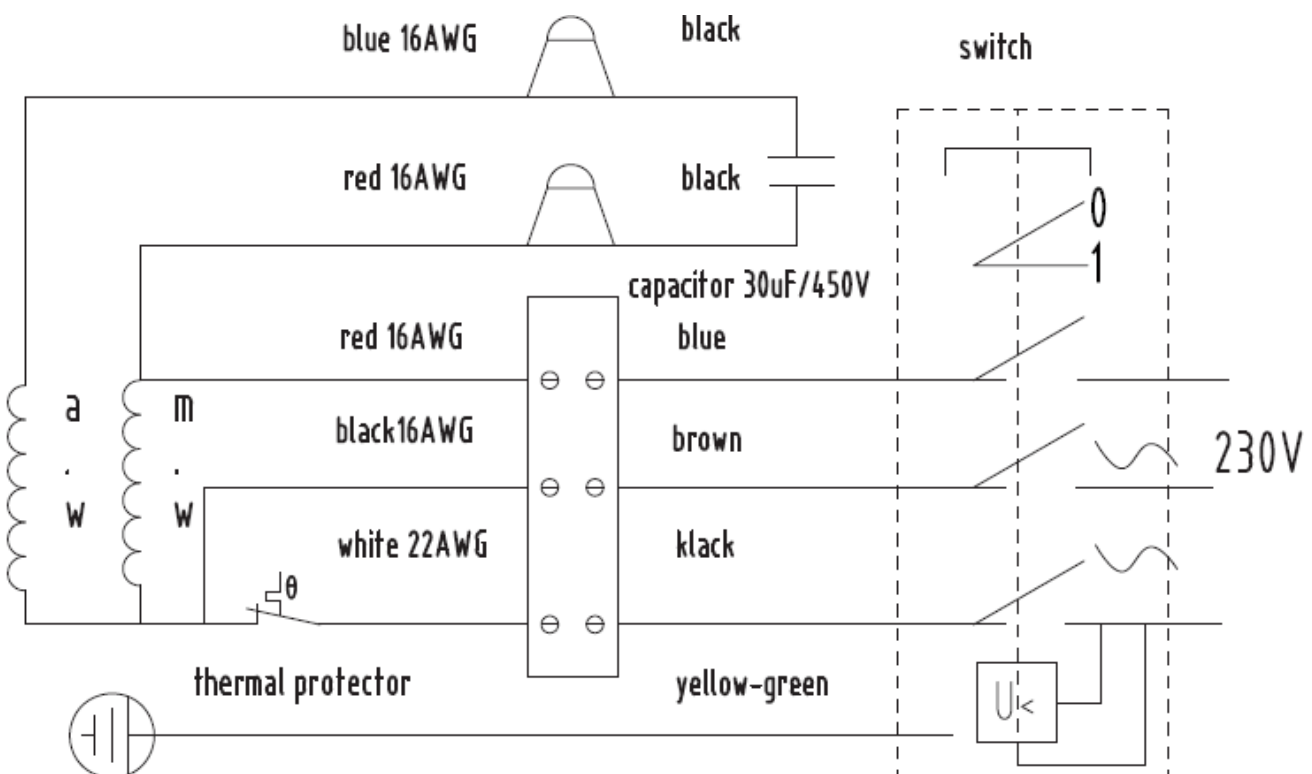 blue 16AWG
black
switch
red 16AWG
black
0
1
capacitor 30uF/450V
red 16AWG
blue
a.w
m.w
black16AWG
brown
230V
white 22AWG
klack
θ
thermal protector
yellow-green
U<